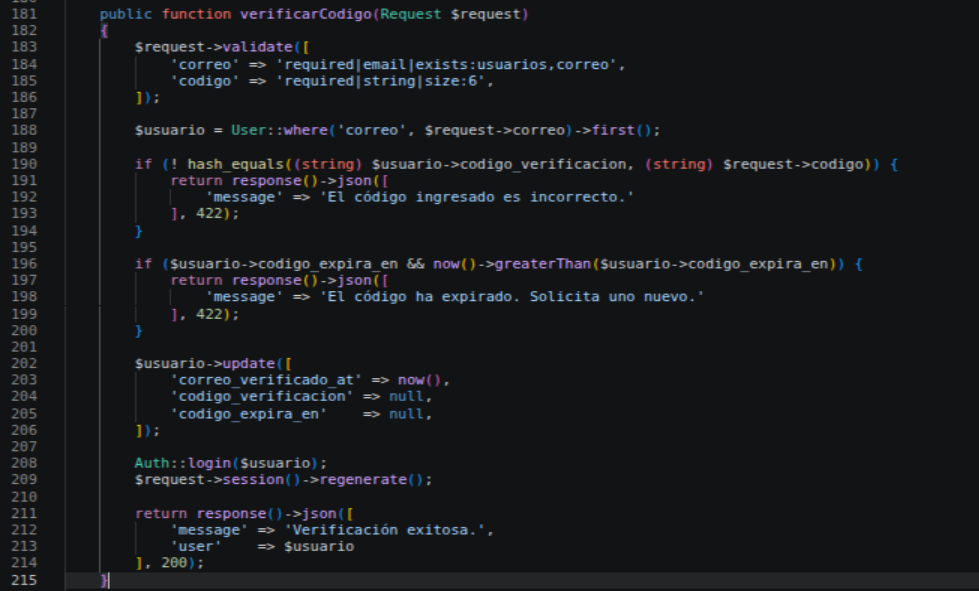 181 public function verificarCodigo(Request $request)
182 {
183 $request->validate([
184 'correo' => 'required|email|exists:usuarios,correo',
185 'codigo' => 'required|string|size:6',
186 ]);
187
188 $usuario = User::where('correo', $request->correo)->first();
189
190 if (! hash_equals((string) $usuario->codigo_verificacion, (string) $request->codigo)) {
191 return response()->json([
192 'message' => 'El código ingresado es incorrecto.'
193 ], 422);
194 }
195
196 if ($usuario->codigo_expira_en && now()->greaterThan($usuario->codigo_expira_en)) {
197 return response()->json([
198 'message' => 'El código ha expirado. Solicita uno nuevo.'
199 ], 422);
200 }
201
202 $usuario->update([
203 'correo_verificado_at' => now(),
204 'codigo_verificacion' => null,
205 'codigo_expira_en' => null,
206 ]);
207
208 Auth::login($usuario);
209 $request->session()->regenerate();
210
211 return response()->json([
212 'message' => 'Verificación exitosa.',
213 'user' => $usuario
214 ], 200);
215 }